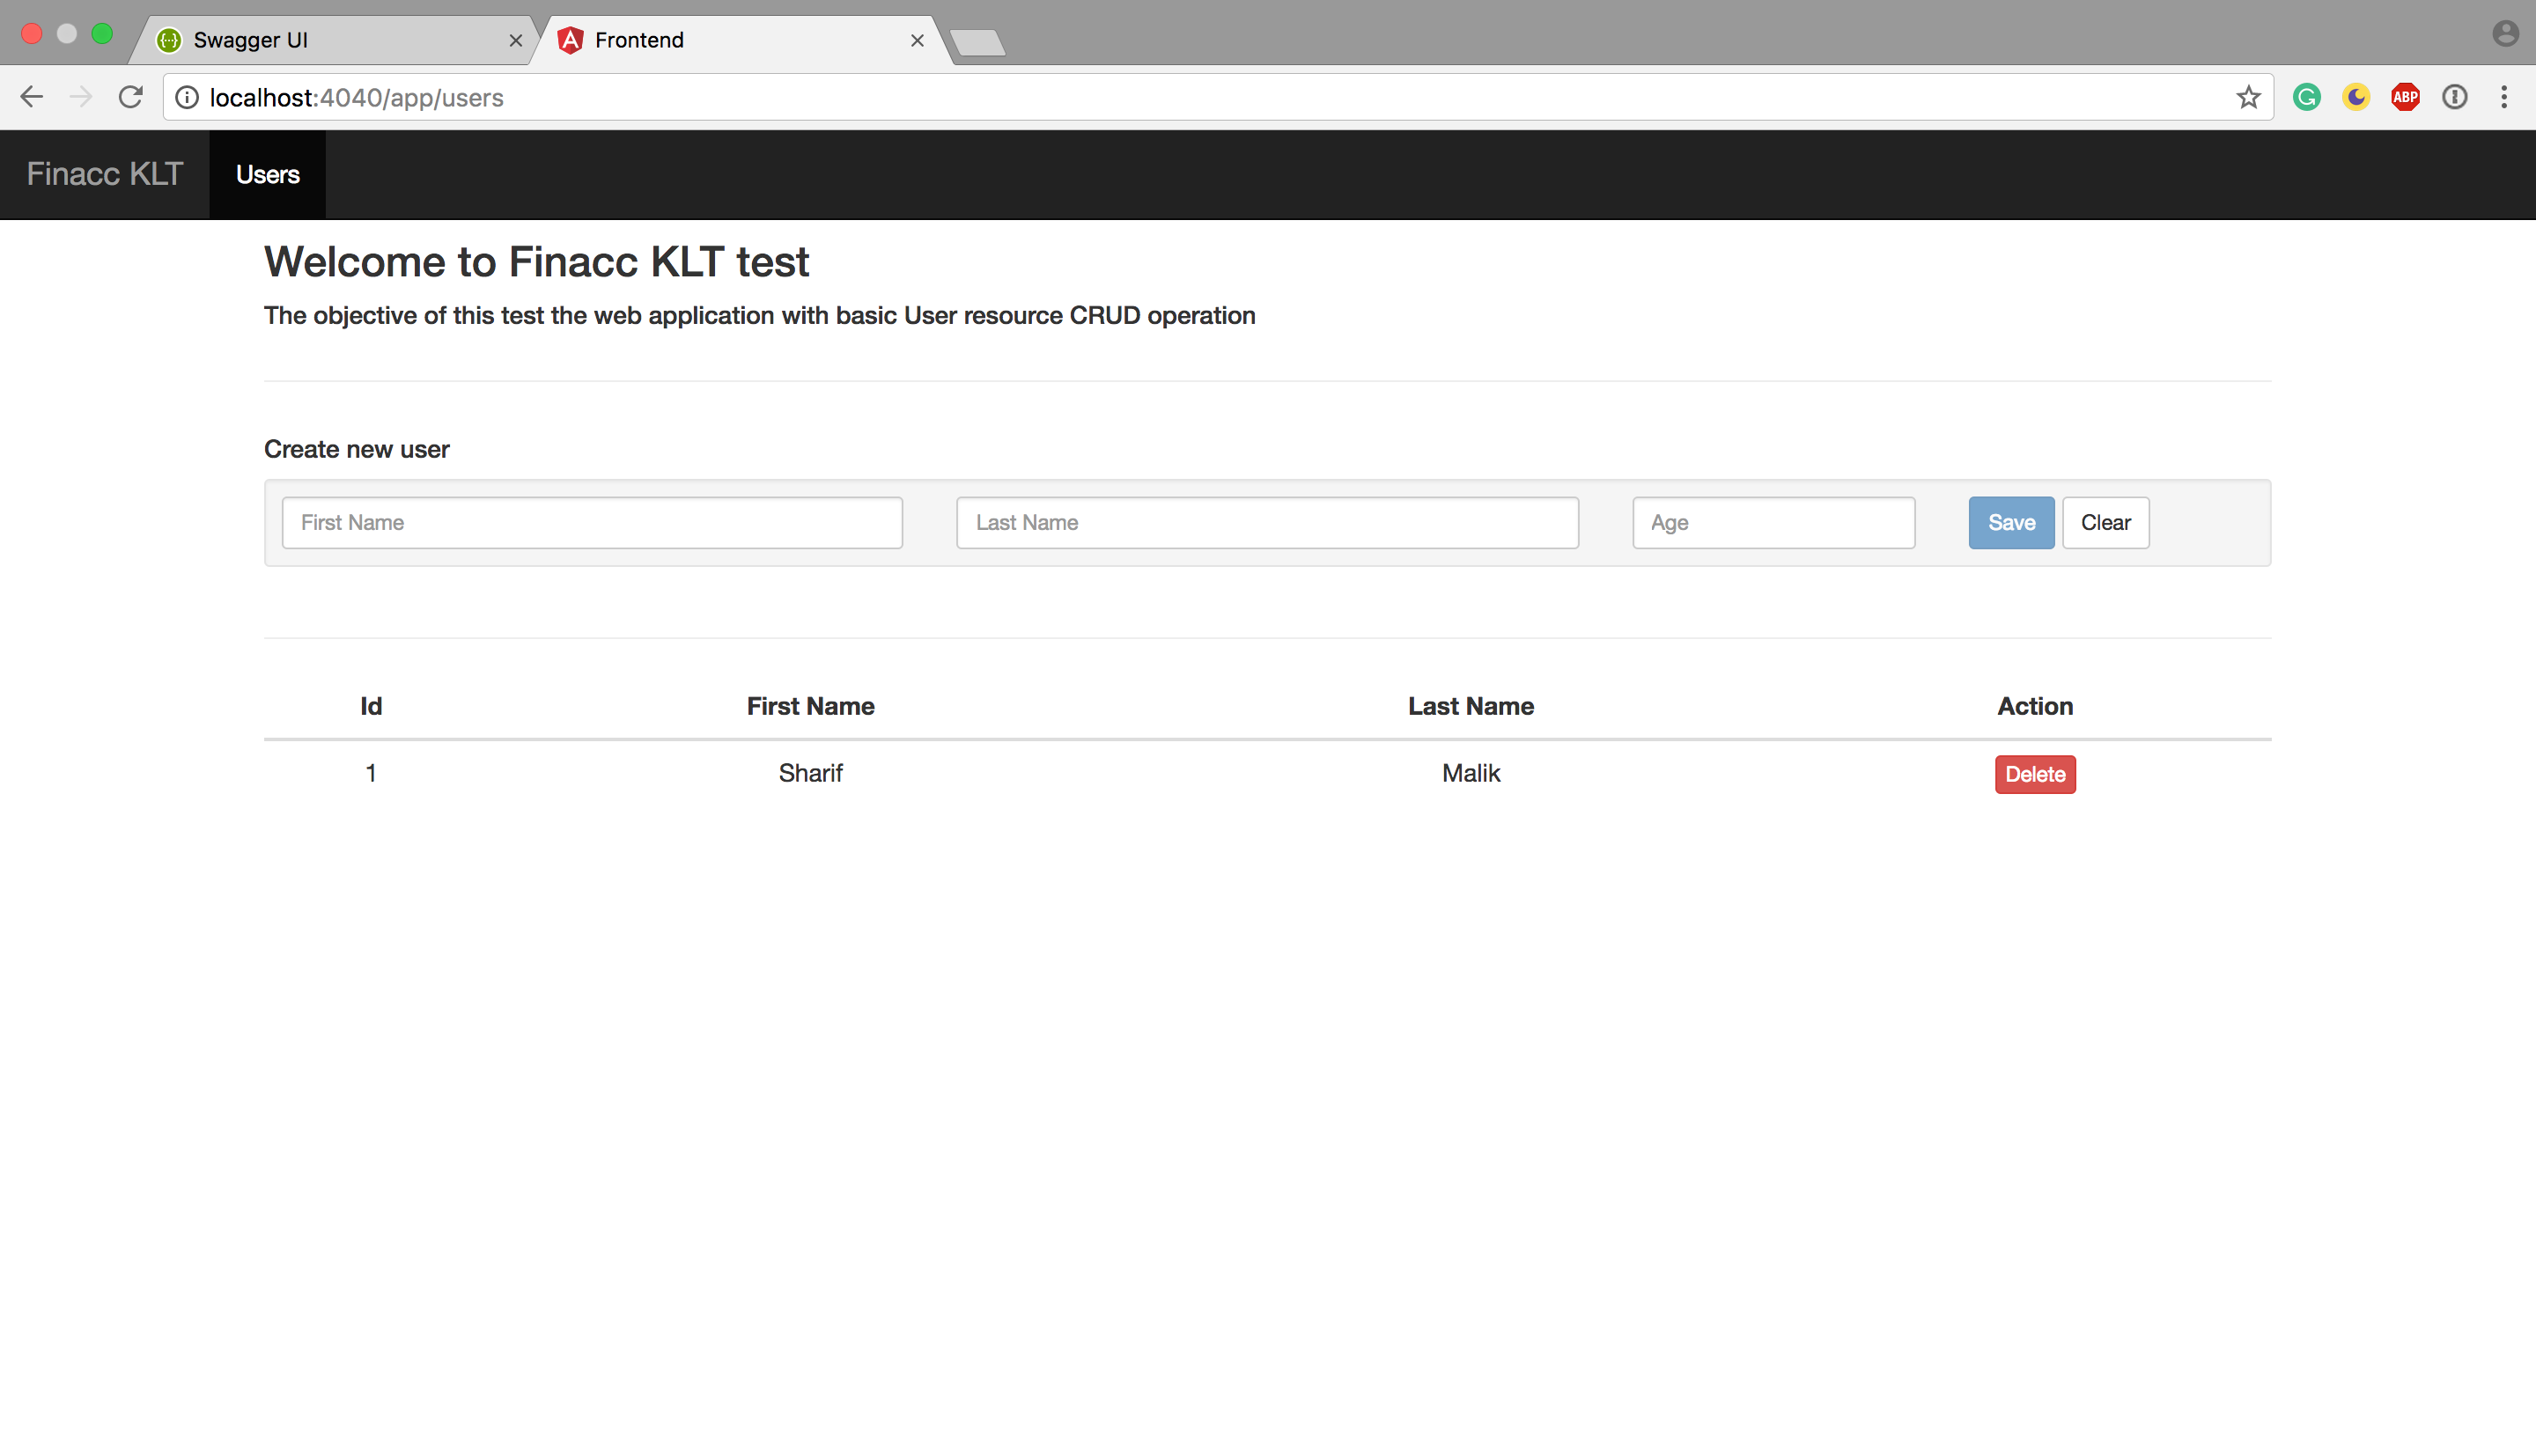 Swagger UI
Frontend
localhost:4040/app/users
ABP
Finacc KLT
Users
Welcome to Finacc KLT test
The objective of this test the web application with basic User resource CRUD operation
Create new user
First Name
Last Name
Age
Save
Clear
Id First Name Last Name Action
1 Sharif Malik Delete